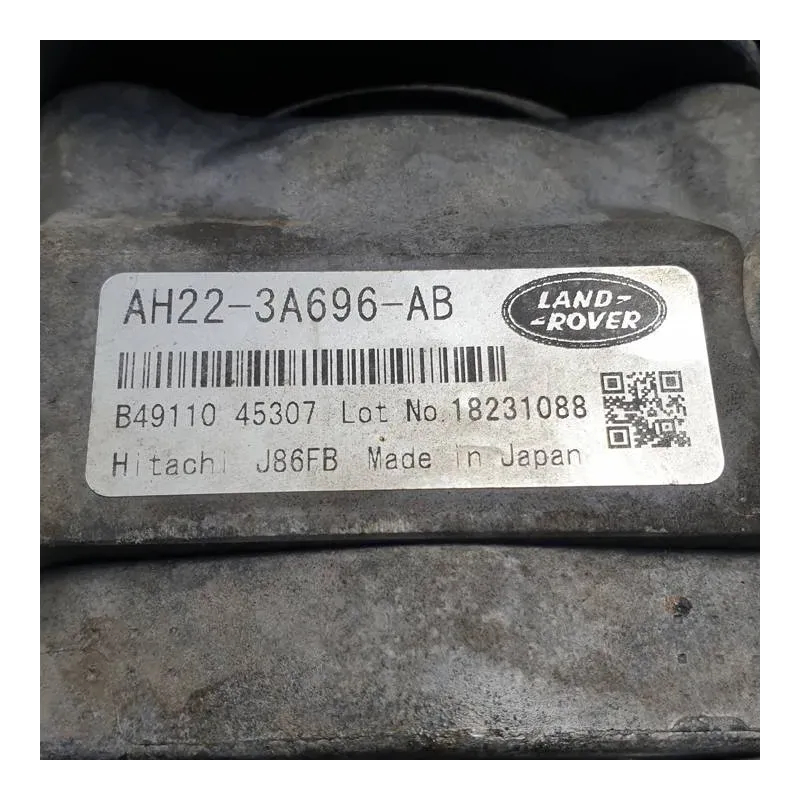 AH22-3A696-AB
LAND-
-ROVER
B49110 45307 Lot No.18231088
Hitachi J86FB Made in Japan